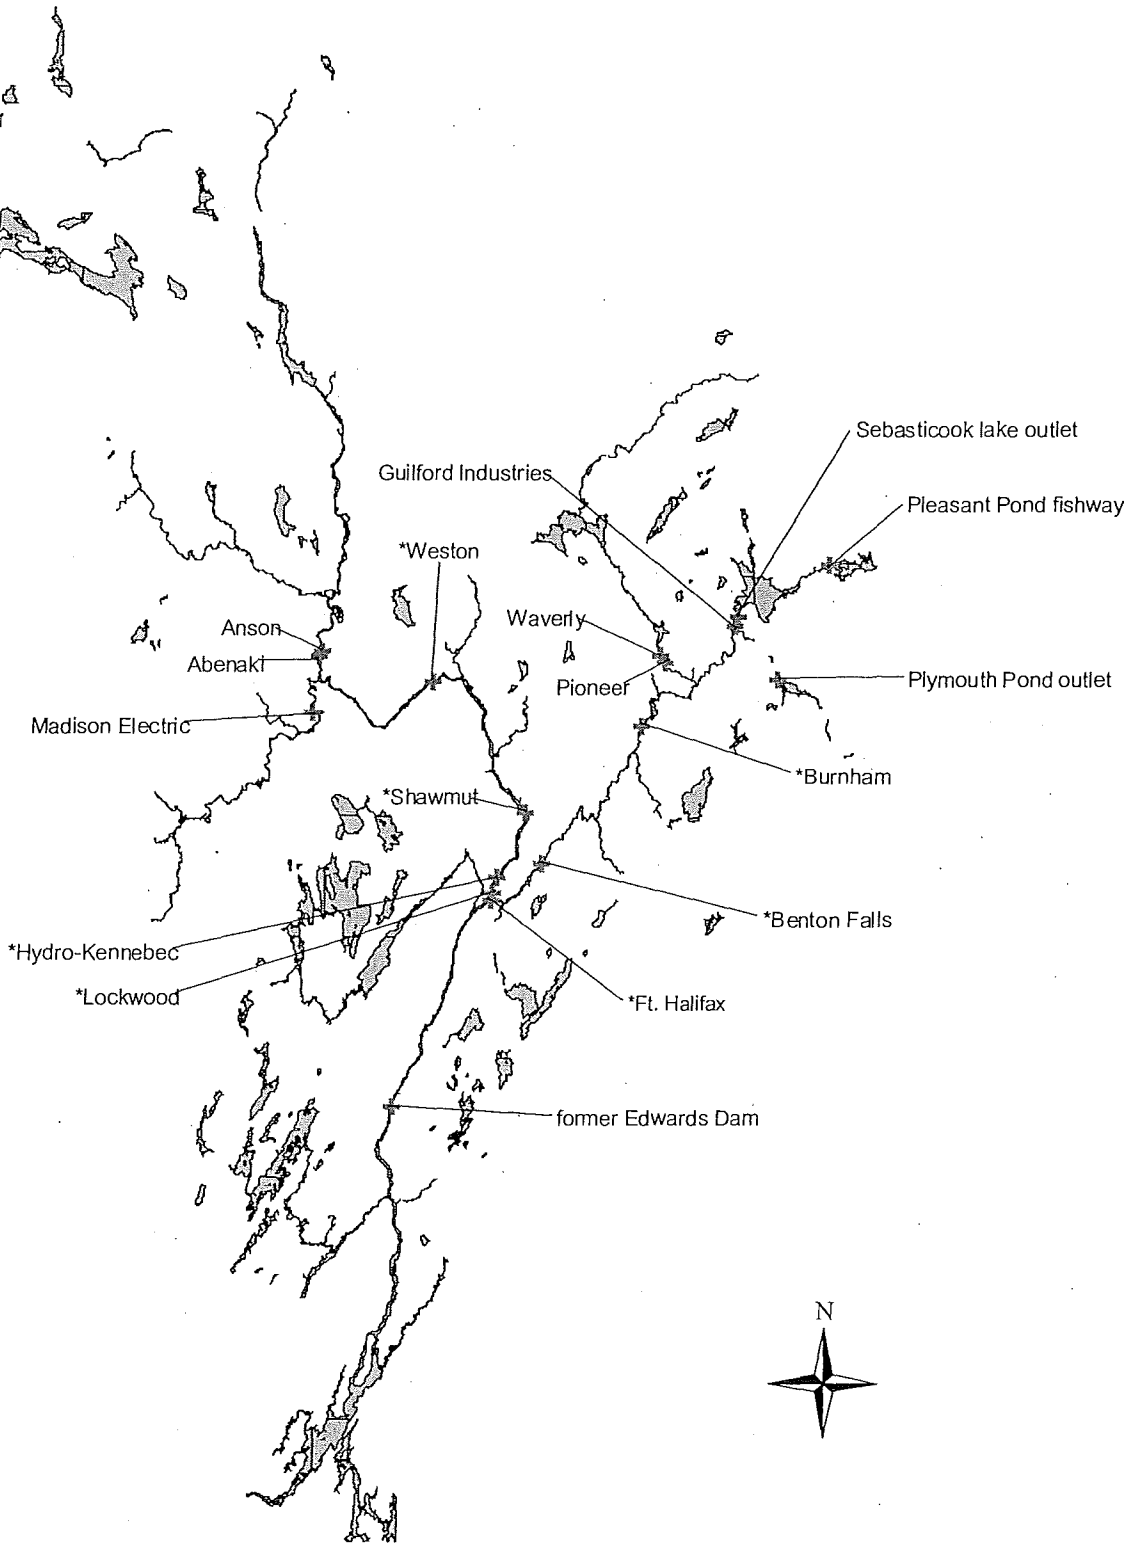 Sebasticook lake outlet
Guilford Industries
Pleasant Pond fishway
*Weston
Waverly
Anson
Abenaki
Pioneer
Plymouth Pond outlet
Madison Electric
*Burnham
*Shawmut
*Benton Falls
*Hydro-Kennebec
*Lockwood
*Ft. Halifax
former Edwards Dam
N